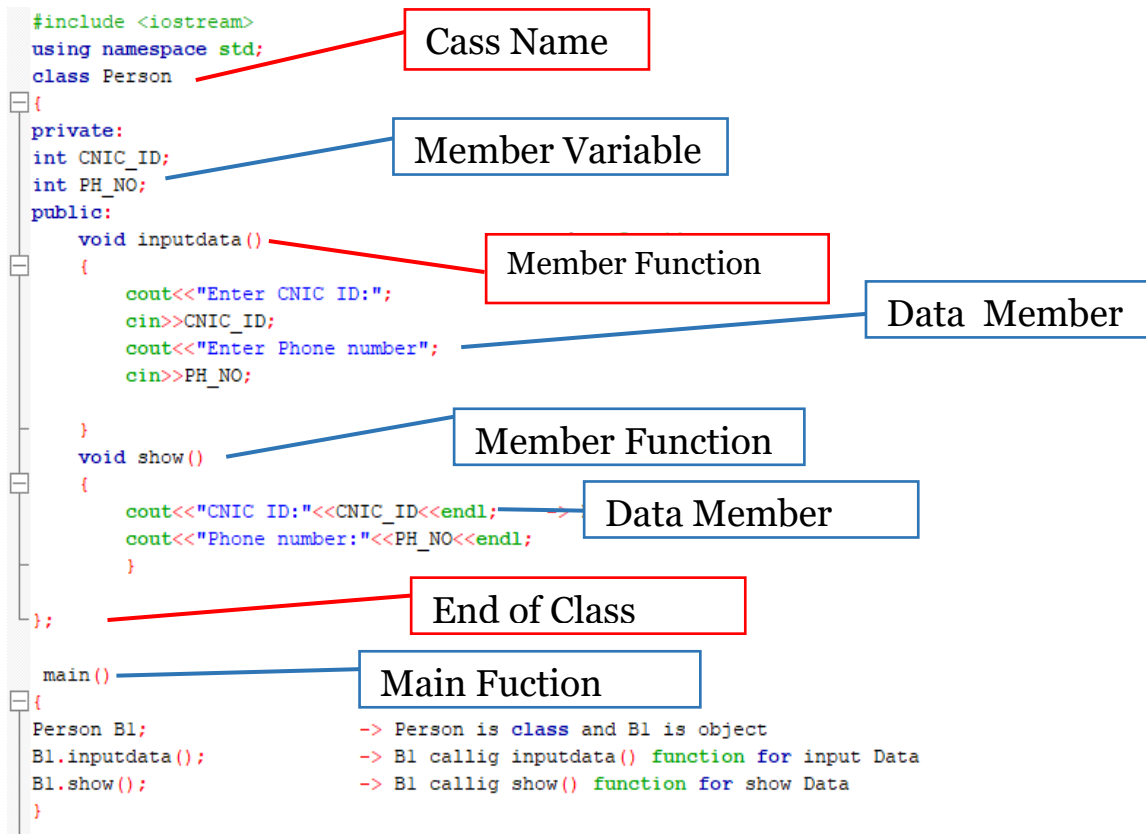 #include <iostream>
using namespace std;
Cass Name
class Person
{
private:
int CNIC_ID;
Member Variable
int PH_NO;
public:
void inputdata()
Member Function
{
cout<<"Enter CNIC ID:";
cin>>CNIC_ID;
Data Member
cout<<"Enter Phone number";
cin>>PH_NO;
}
Member Function
void show()
{
cout<<"CNIC ID:"<<CNIC_ID<<endl; ->
Data Member
cout<<"Phone number:"<<PH_NO<<endl;
}
End of Class
};
main()
Main Fuction
{
Person B1; -> Person is class and B1 is object
B1.inputdata(); -> B1 callig inputdata() function for input Data
B1.show(); -> B1 callig show() function for show Data
}